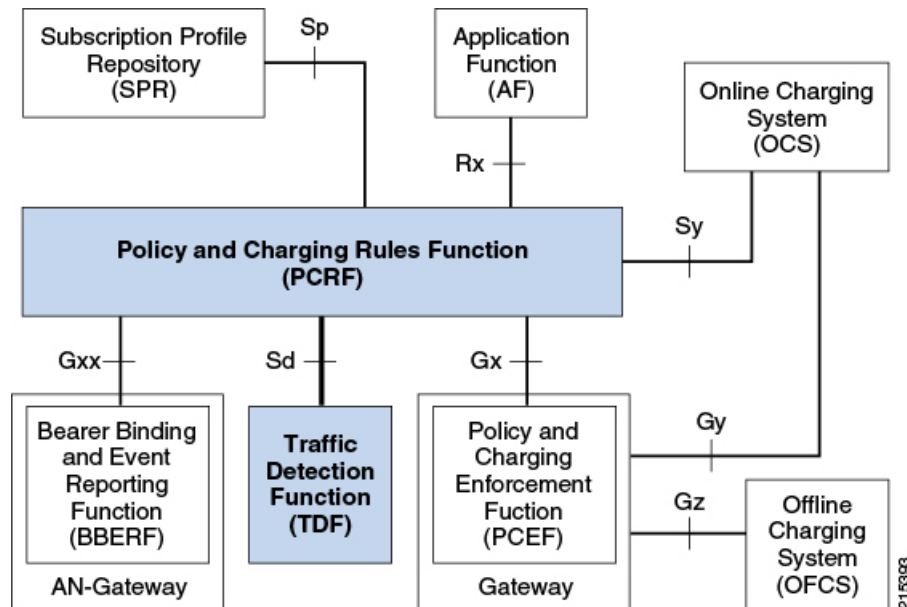 Subscription Profile
Repository
(SPR)
Sp
Application
Function
(AF)
Online Charging
System
(OCS)
Rx
Policy and Charging Rules Function
(PCRF)
Sy
Gxx
Sd
Gx
Bearer Binding
and Event
Reporting
Function
(BBERF)
AN-Gateway
Traffic
Detection
Function
(TDF)
Policy and
Charging
Enforcement
Fuction
(PCEF)
Gateway
Gy
Gz
Offline
Charging
System
(OFCS)
215393